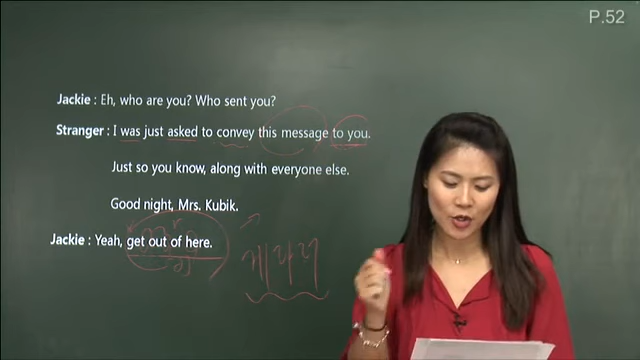 P.52
Jackie : Eh, who are you? Who sent you?
Stranger : I was just asked to convey this message to you.
Just so you know, along with everyone else.
Good night, Mrs. Kubik.
Jackie : Yeah, get out of here.
게라러